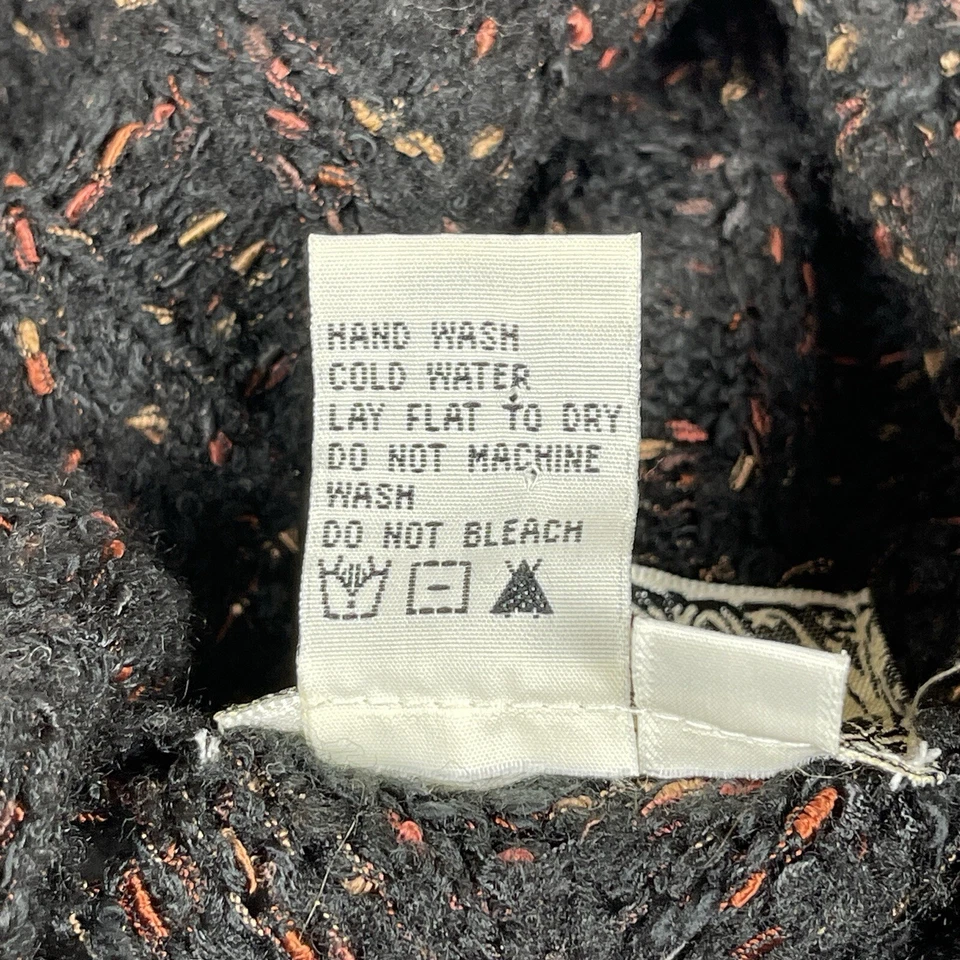 HAND WASH
COLD WATER
LAY FLAT TO DRY
DO NOT MACHINE
WASH
DO NOT BLEACH